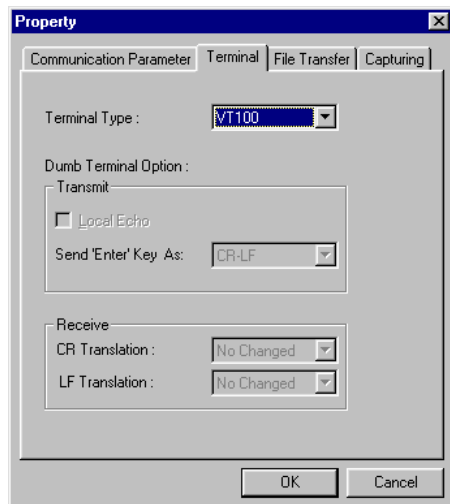 Property
Communication Parameter Terminal File Transfer Capturing
Terminal Type : VT100
Dumb Terminal Option :
Transmit
Local Echo
Send 'Enter' Key As: CR-LF
Receive
CR Translation : No Changed
LF Translation : No Changed
OK Cancel